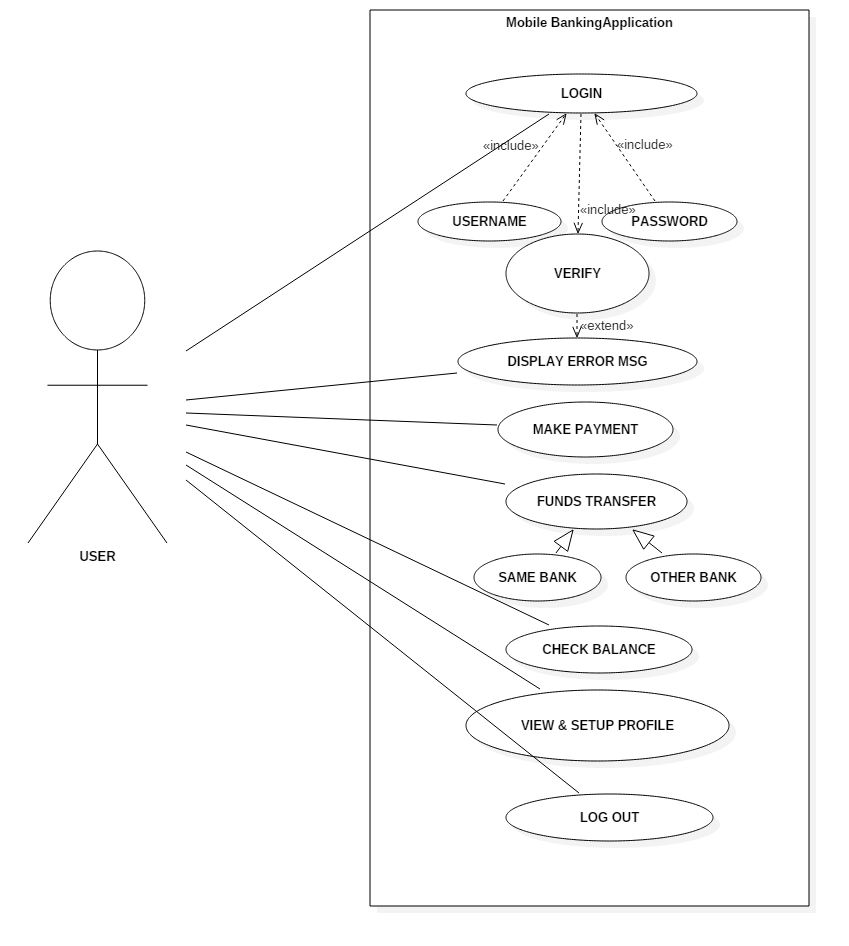 Mobile BankingApplication
LOGIN
«include»
«include»
«include»
USERNAME
PASSWORD
VERIFY
«extend»
DISPLAY ERROR MSG
MAKE PAYMENT
FUNDS TRANSFER
USER
SAME BANK
OTHER BANK
CHECK BALANCE
VIEW & SETUP PROFILE
LOG OUT